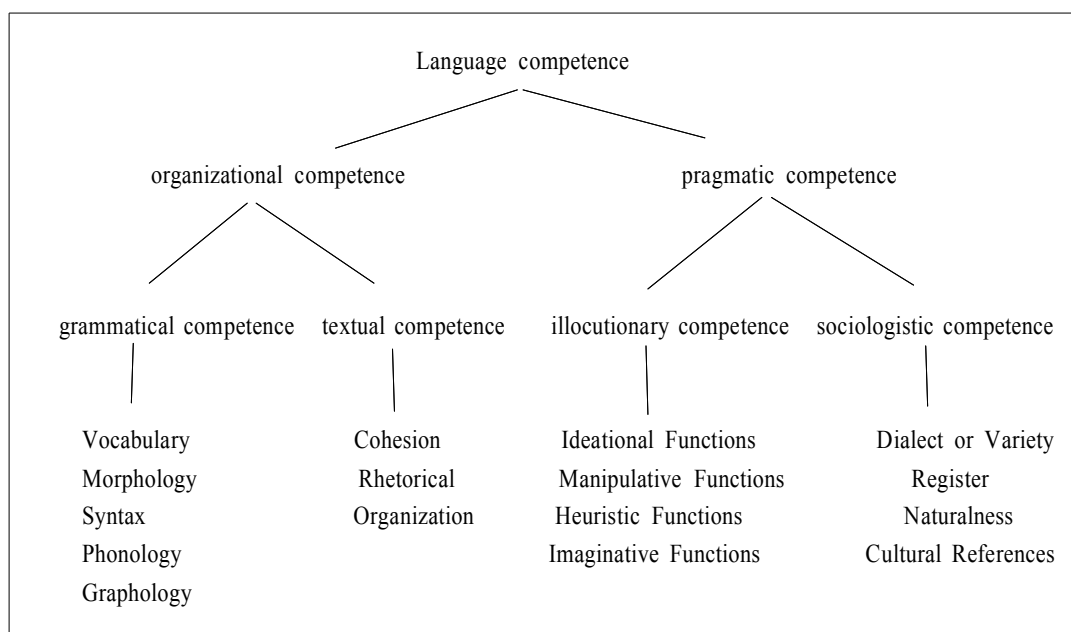 Language competence
organizational competence pragmatic competence
grammatical competence textual competence illocutionary competence sociologistic competence
Vocabulary Cohesion Ideational Functions Dialect or Variety
Morphology Rhetorical Manipulative Functions Register
Syntax Organization Heuristic Functions Naturalness
Phonology Imaginative Functions Cultural References
Graphology